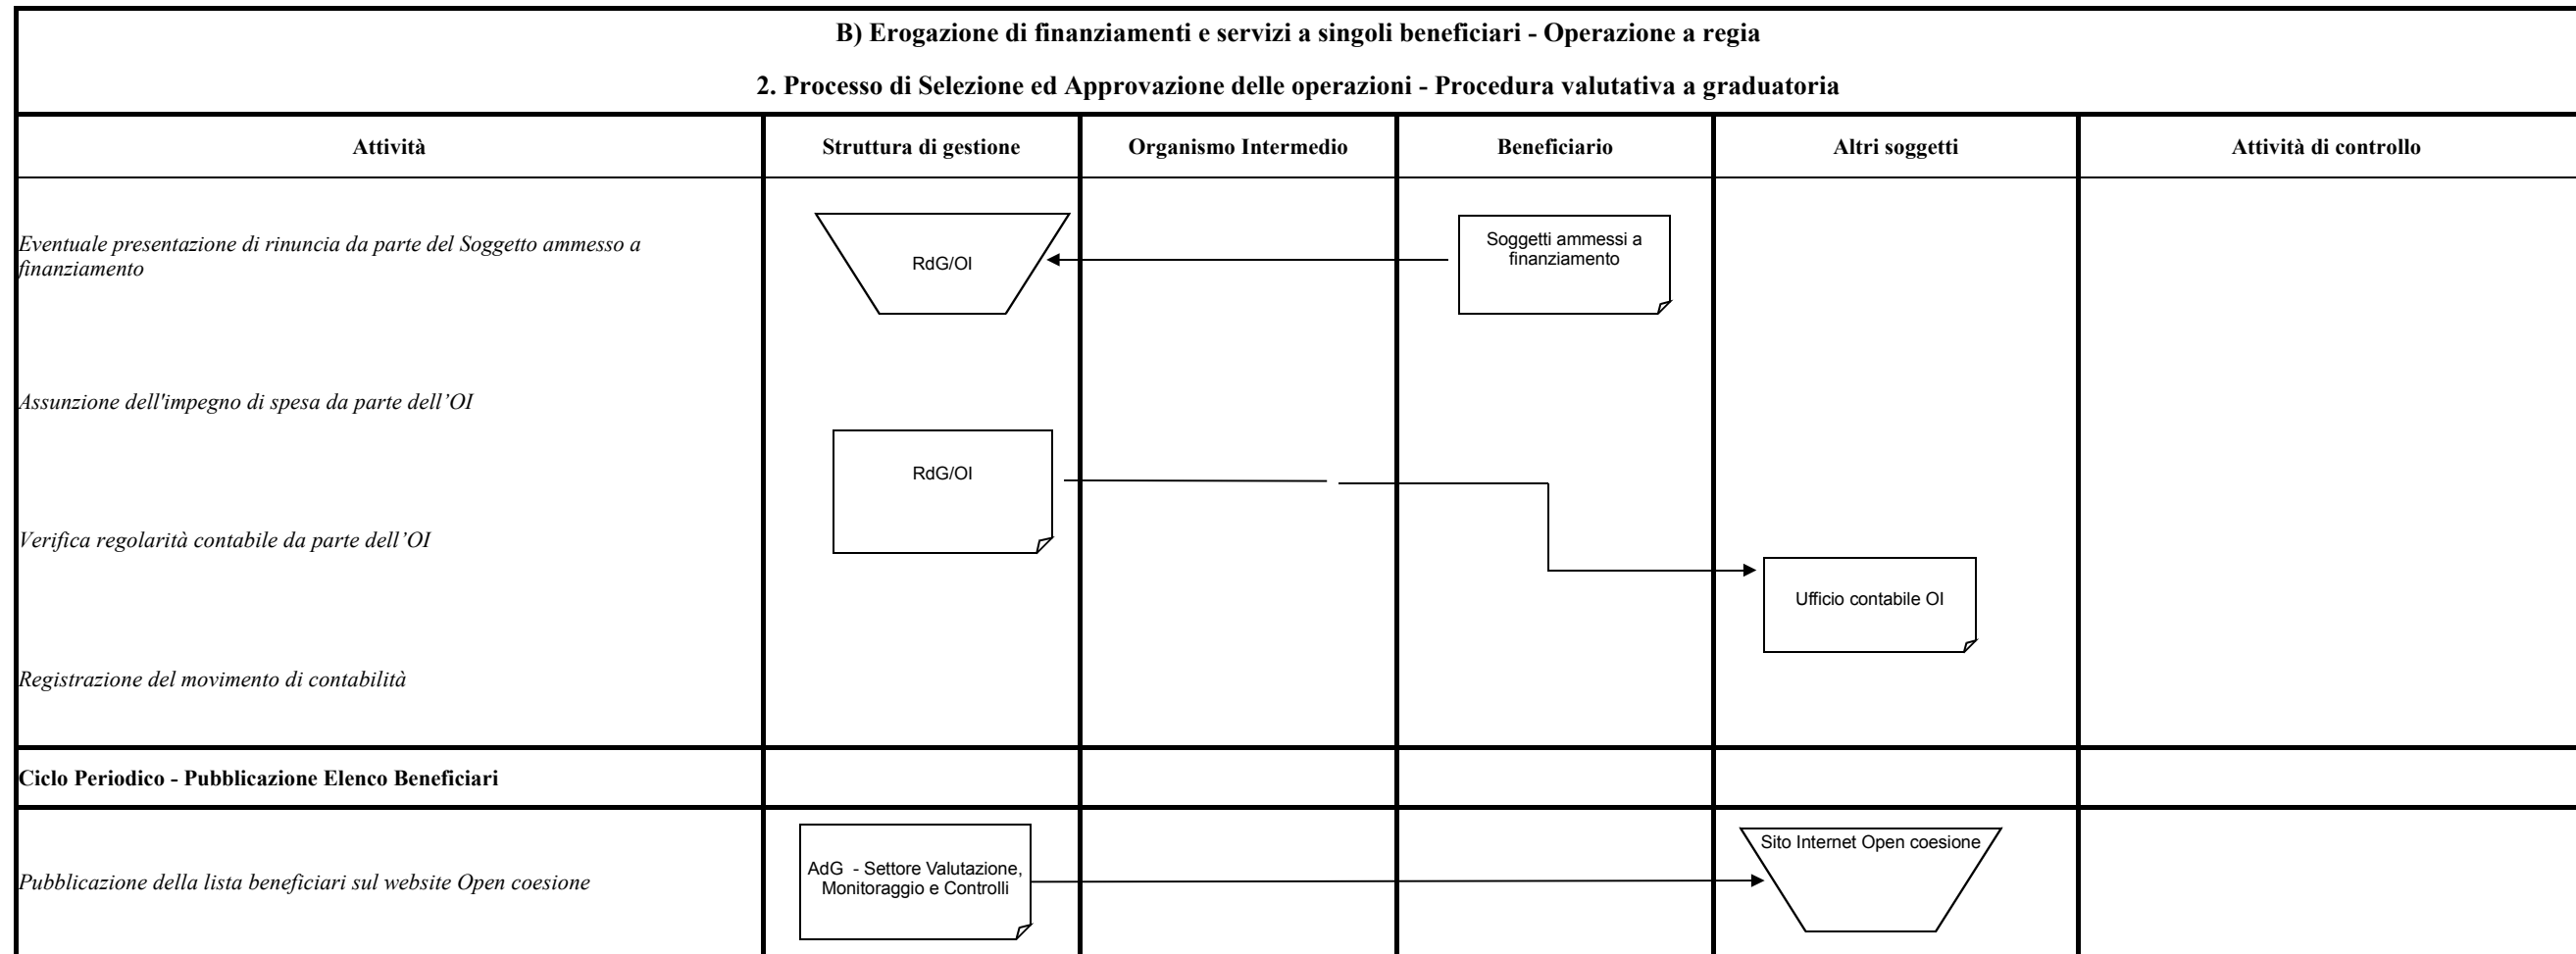 B) Erogazione di finanziamenti e servizi a singoli beneficiari - Operazione a regia
2. Processo di Selezione ed Approvazione delle operazioni - Procedura valutativa a graduatoria
Attività
Struttura di gestione
Organismo Intermedio
Beneficiario
Altri soggetti
Attività di controllo
Eventuale presentazione di rinuncia da parte del Soggetto ammesso a
finanziamento
RdG/OI
Soggetti ammessi a
finanziamento
Assunzione dell'impegno di spesa da parte dell’OI
RdG/OI
Verifica regolarità contabile da parte dell’OI
Ufficio contabile OI
Registrazione del movimento di contabilità
Ciclo Periodico - Pubblicazione Elenco Beneficiari
Pubblicazione della lista beneficiari sul website Open coesione
AdG - Settore Valutazione,
Monitoraggio e Controlli
Sito Internet Open coesione